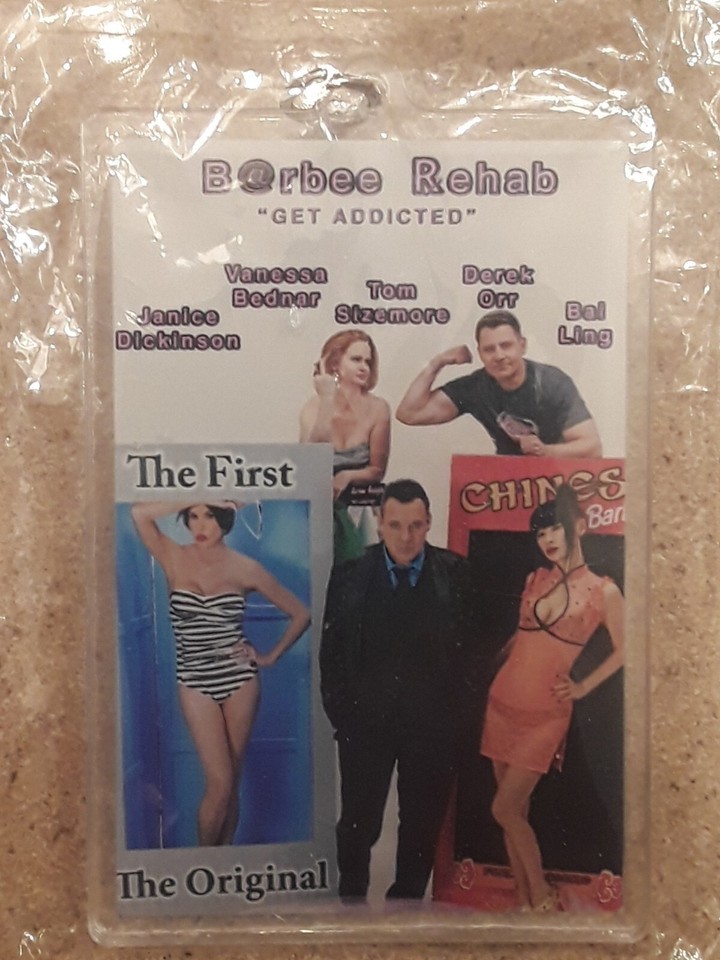 B@rbee Rehab
"GET ADDICTED"
Janice
Dickinson
Vanessa
Bednar
Tom
Sizemore
Derek
Orr
Bai
Ling
The First
CHINES
Bar
The Original